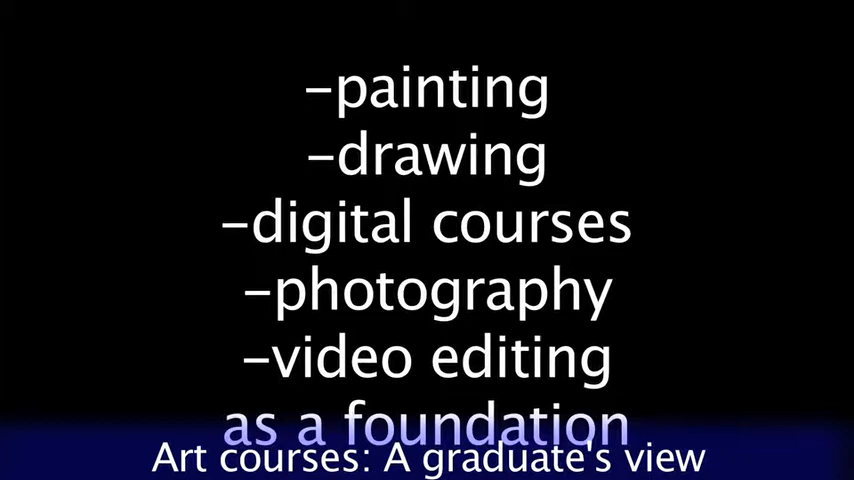 -painting
-drawing
-digital courses
-photography
-video editing
as a foundation
Art courses: A graduate's view